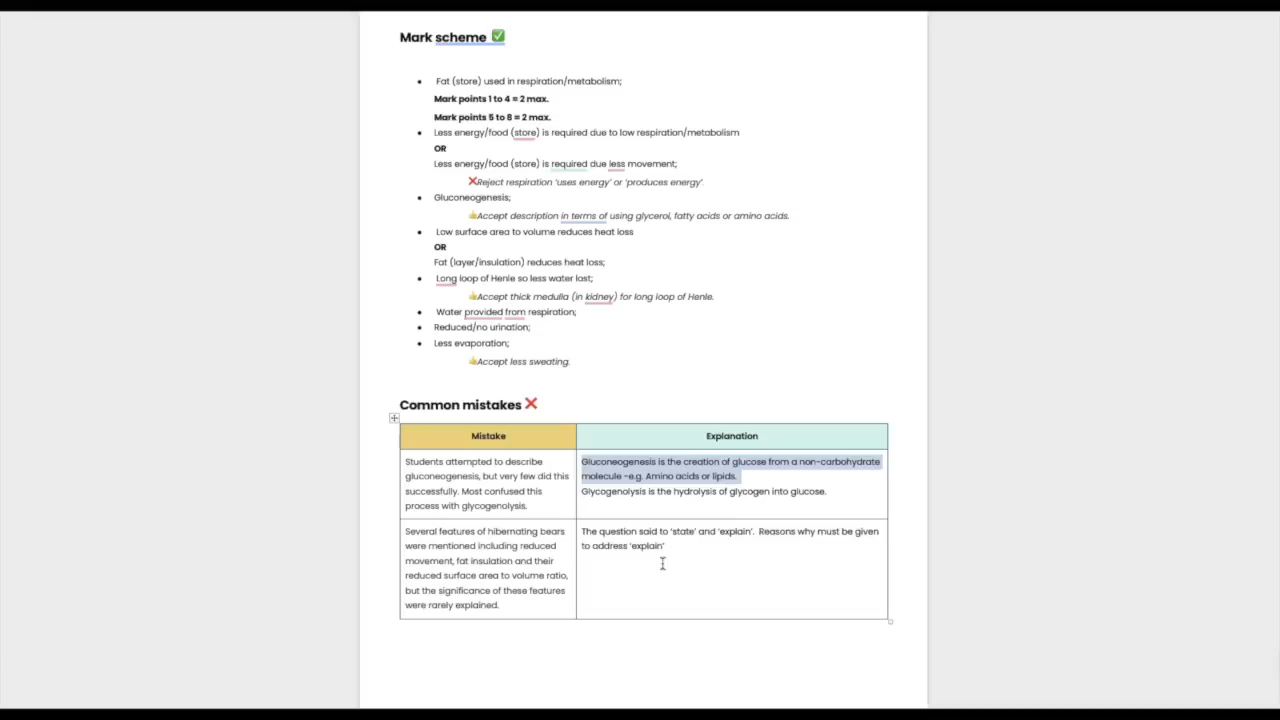 Mark scheme ✅
• Fat (store) used in respiration/metabolism;
Mark points 1 to 4 = 2 max.
Mark points 5 to 8 = 2 max.
• Less energy/food (store) is required due to low respiration/metabolism
OR
Less energy/food (store) is required due less movement;
❌Reject respiration ‘uses energy’ or ‘produces energy’.
• Gluconeogenesis;
👍Accept description in terms of using glycerol, fatty acids or amino acids.
• Low surface area to volume reduces heat loss
OR
Fat (layer/insulation) reduces heat loss;
• Long loop of Henle so less water lost;
👍Accept thick medulla (in kidney) for long loop of Henle.
• Water provided from respiration;
• Reduced/no urination;
• Less evaporation;
👍Accept less sweating.
Common mistakes ❌
Mistake
Explanation
Students attempted to describe
gluconeogenesis, but very few did this
successfully. Most confused this
process with glycogenolysis.
Gluconeogenesis is the creation of glucose from a non-carbohydrate
molecule -e.g. Amino acids or lipids.
Glycogenolysis is the hydrolysis of glycogen into glucose.
Several features of hibernating bears
were mentioned including reduced
movement, fat insulation and their
reduced surface area to volume ratio,
but the significance of these features
were rarely explained.
The question said to ‘state’ and ‘explain’. Reasons why must be given
to address ‘explain’